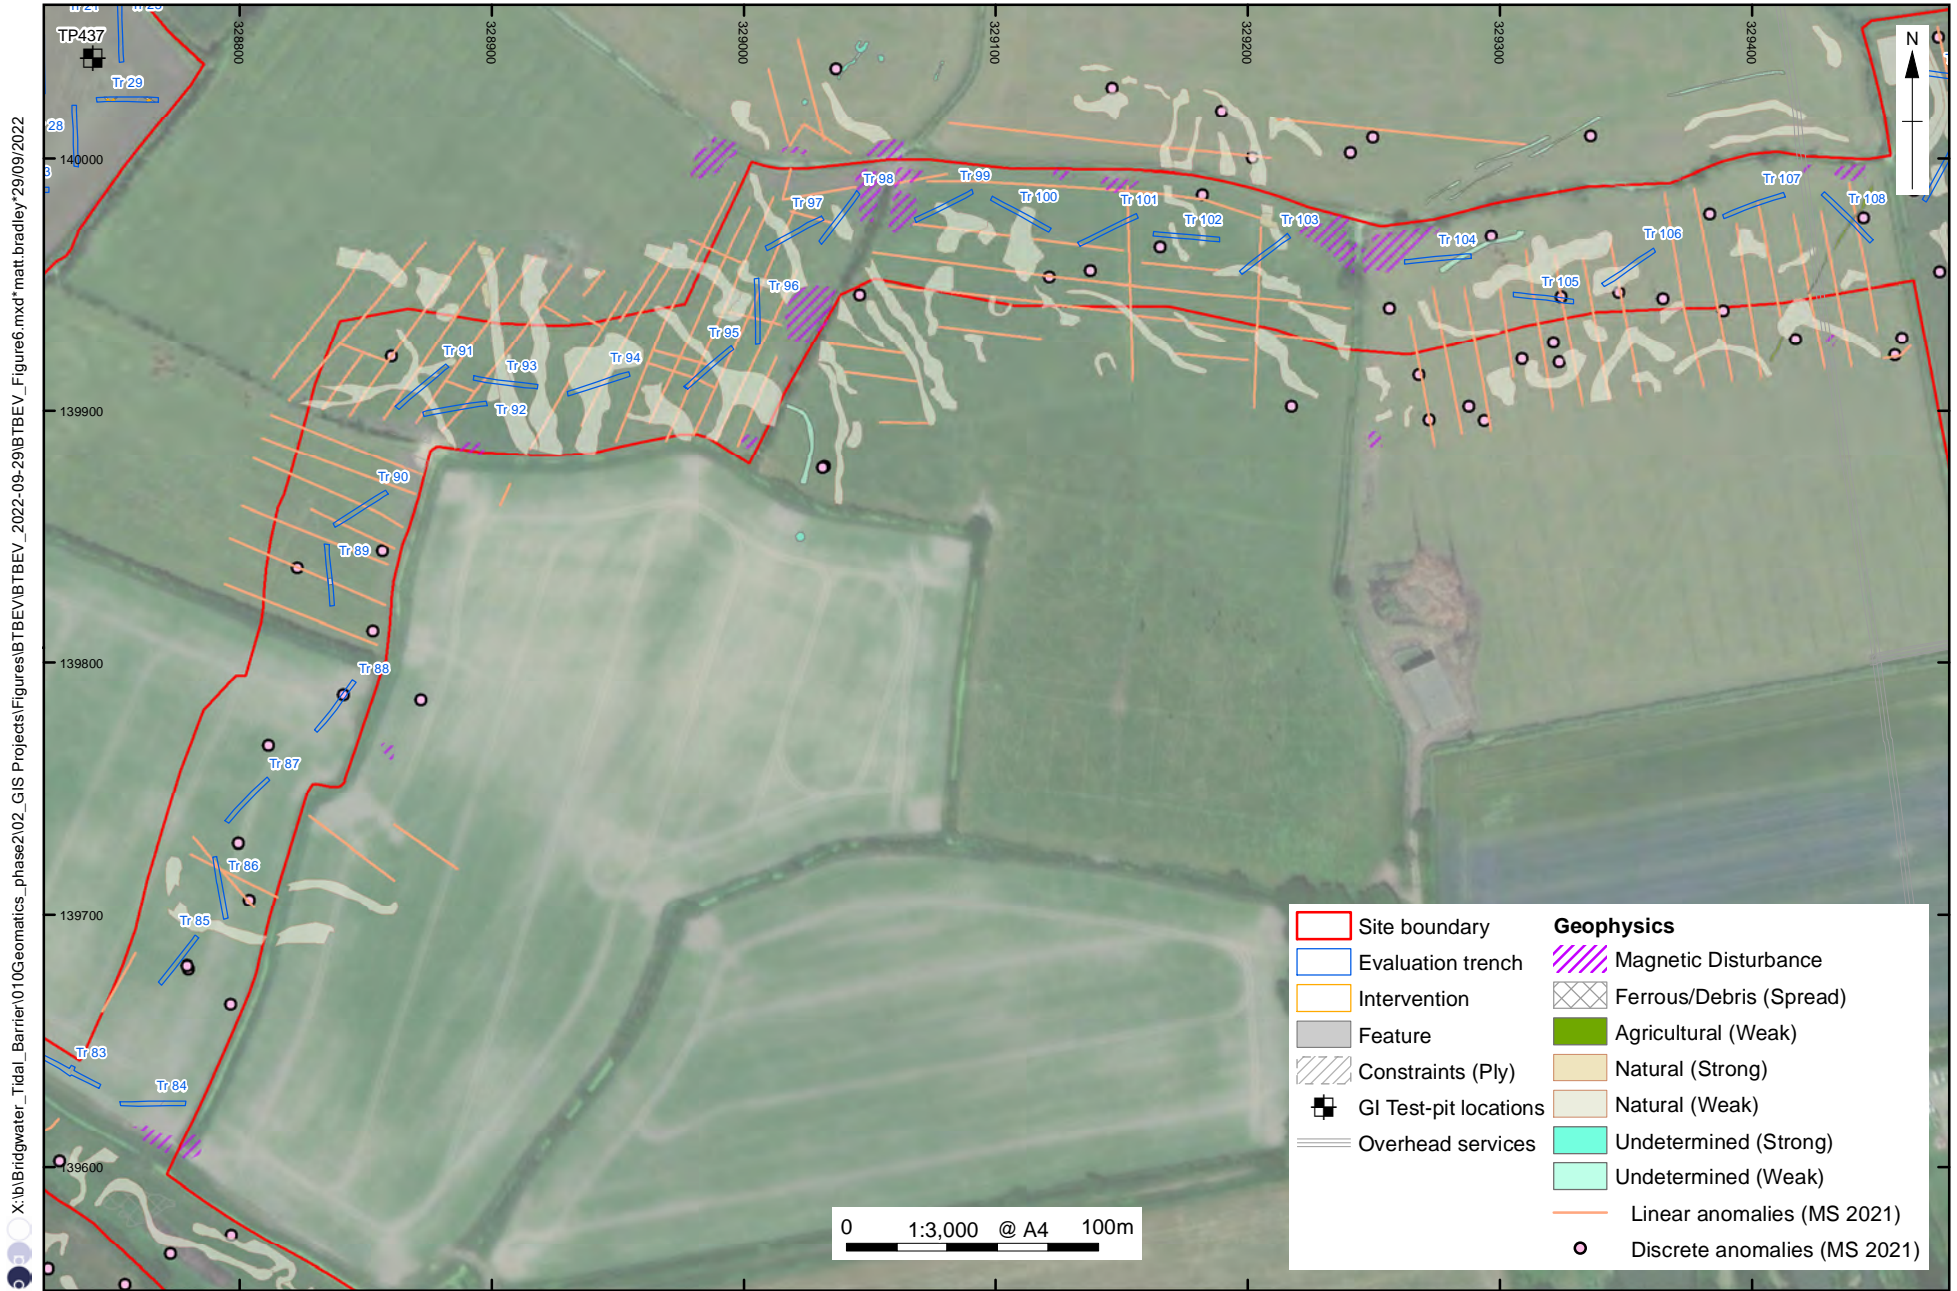 X:\b\Bridgwater_Tidal_Barrier\010Geomatics_phase2\02_GIS Projects\Figures\BTBEV\BTBEV_2022-09-29\BTBEV_Figure6.mxd*matt.bradley*29/09/2022
328800
328900
329000
329100
329200
329300
329400
140000
139900
139800
139700
139600
N
TP437
Tr 29
28
3
Tr 97
Tr 98
Tr 99
Tr 100
Tr 101
Tr 102
Tr 103
Tr 104
Tr 105
Tr 106
Tr 107
Tr 108
Tr 96
Tr 95
Tr 94
Tr 93
Tr 92
Tr 91
Tr 90
Tr 89
Tr 88
Tr 87
Tr 86
Tr 85
Tr 83
Tr 84
0 1:3,000 @ A4 100m
Site boundary
Evaluation trench
Intervention
Feature
Constraints (Ply)
GI Test-pit locations
Overhead services
Geophysics
Magnetic Disturbance
Ferrous/Debris (Spread)
Agricultural (Weak)
Natural (Strong)
Natural (Weak)
Undetermined (Strong)
Undetermined (Weak)
Linear anomalies (MS 2021)
Discrete anomalies (MS 2021)